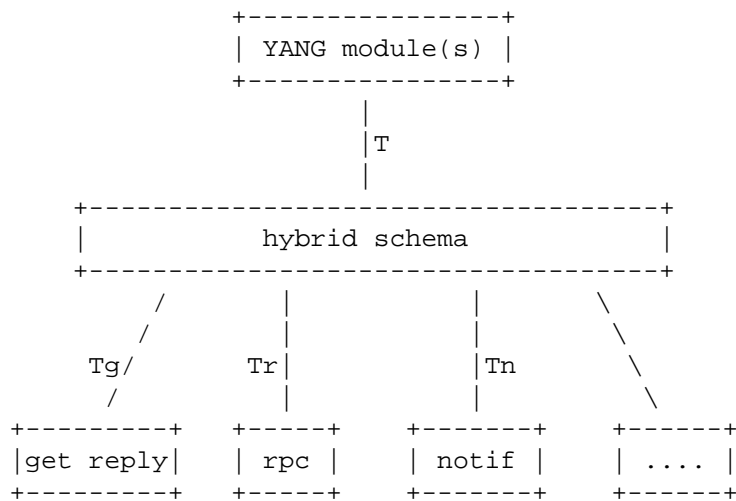 YANG module(s)
T
hybrid schema
Tg Tr Tn
get reply rpc notif ....